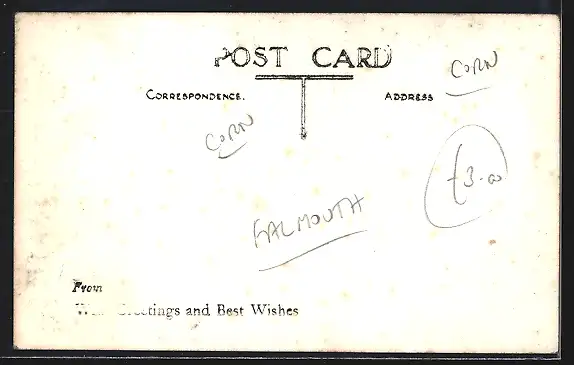 POST CARD
CORN
CORRESPONDENCE.
ADDRESS
CORN
£3.00
FALMOUTH
From
Greetings and Best Wishes